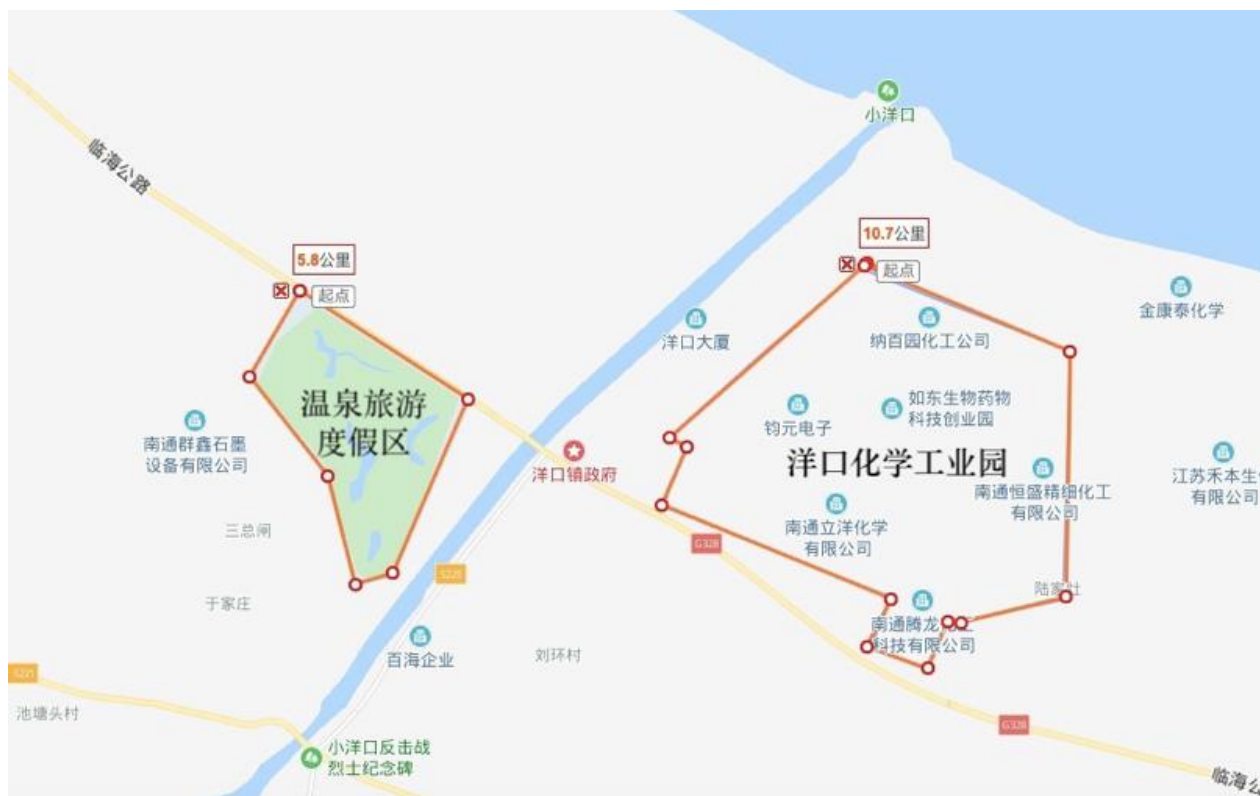 小洋口
临海公路
5.8公里
起点
10.7公里
起点
金康泰化学
洋口大厦
纳百园化工公司
温泉旅游
度假区
如东生物药物
科技创业园
钧元电子
南通群鑫石墨
设备有限公司
洋口镇政府
洋口化学工业园
南通恒盛精细化工
有限公司
江苏禾本生
有限公司
南通立洋化学
有限公司
三总闸
G328
S226
陆家灶
于家庄
南通腾龙
科技有限公司
百海企业
刘环村
S221
池塘头村
G328
小洋口反击战
烈士纪念碑
临海公